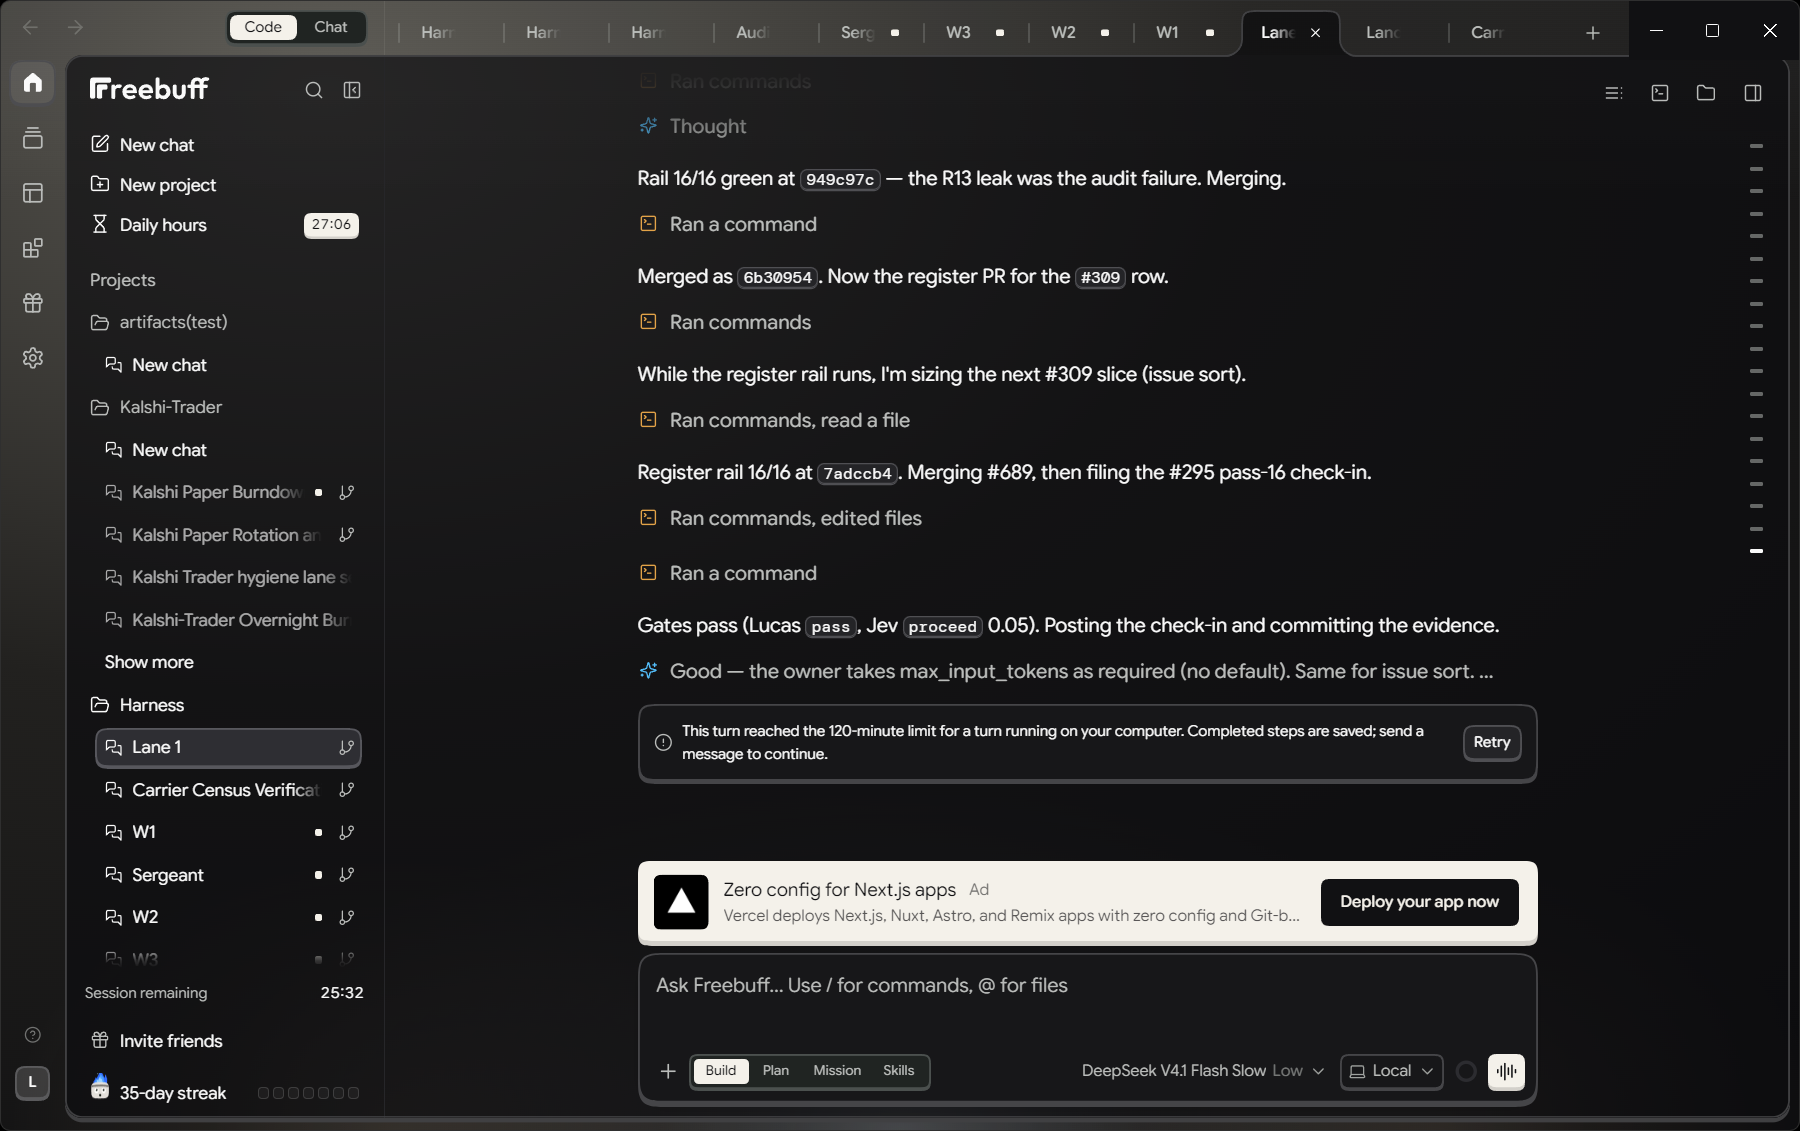 Code
Chat
Harr
Harr
Harr
Audi
Serg
W3
W2
W1
Lane
Land
Carr
Freebuff
New chat
New project
Daily hours
27:06
Projects
artifacts(test)
New chat
Kalshi-Trader
New chat
Kalshi Paper Burdow
Kalshi Paper Rotation an
Kalshi Trader hygiene lane s
Kalshi-Trader Overnight Bur
Show more
Harness
Lane 1
Carrier Census Verificat
W1
Sergeant
W2
W3
Session remaining
25:32
Invite friends
L
35-day streak
Ran commands
Thought
Rail 16/16 green at 949c97c — the R13 leak was the audit failure. Merging.
Ran a command
Merged as 6b30954. Now the register PR for the #309 row.
Ran commands
While the register rail runs, I'm sizing the next #309 slice (issue sort).
Ran commands, read a file
Register rail 16/16 at 7adccb4. Merging #689, then filing the #295 pass-16 check-in.
Ran commands, edited files
Ran a command
Gates pass (Lucas pass, Jev proceed 0.05). Posting the check-in and committing the evidence.
Good — the owner takes max_input_tokens as required (no default). Same for issue sort. ...
This turn reached the 120-minute limit for a turn running on your computer. Completed steps are saved; send a
message to continue.
Retry
Zero config for Next.js apps Ad
Vercel deploys Next.js, Nuxt, Astro, and Remix apps with zero config and Git-b...
Deploy your app now
Ask Freebuff... Use / for commands, @ for files
Build
Plan
Mission
Skills
DeepSeek V4.1 Flash Slow Low
Local